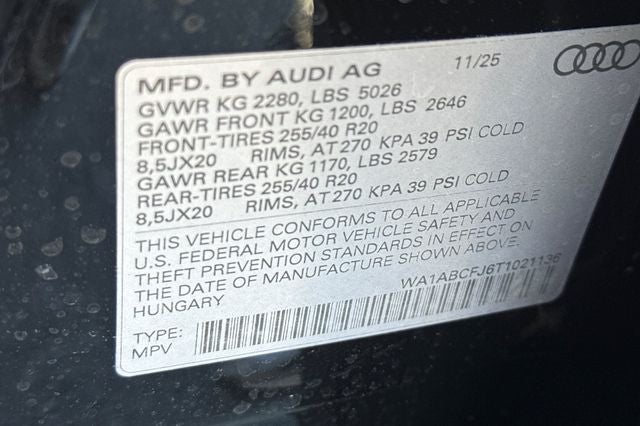 MFD. BY AUDI AG 11/25
GVWR KG 2280, LBS 5026
GAWR FRONT KG 1200, LBS 2646
FRONT-TIRES 255/40 R20
8,5JX20 RIMS, AT 270 KPA 39 PSI COLD
GAWR REAR KG 1170, LBS 2579
REAR-TIRES 255/40 R20
8,5JX20 RIMS, AT 270 KPA 39 PSI COLD
THIS VEHICLE CONFORMS TO ALL APPLICABLE
U.S. FEDERAL MOTOR VEHICLE SAFETY AND
THEFT PREVENTION STANDARDS IN EFFECT ON
THE DATE OF MANUFACTURE SHOWN ABOVE.
HUNGARY WA1ABCFJ6T1021136
TYPE:
MPV